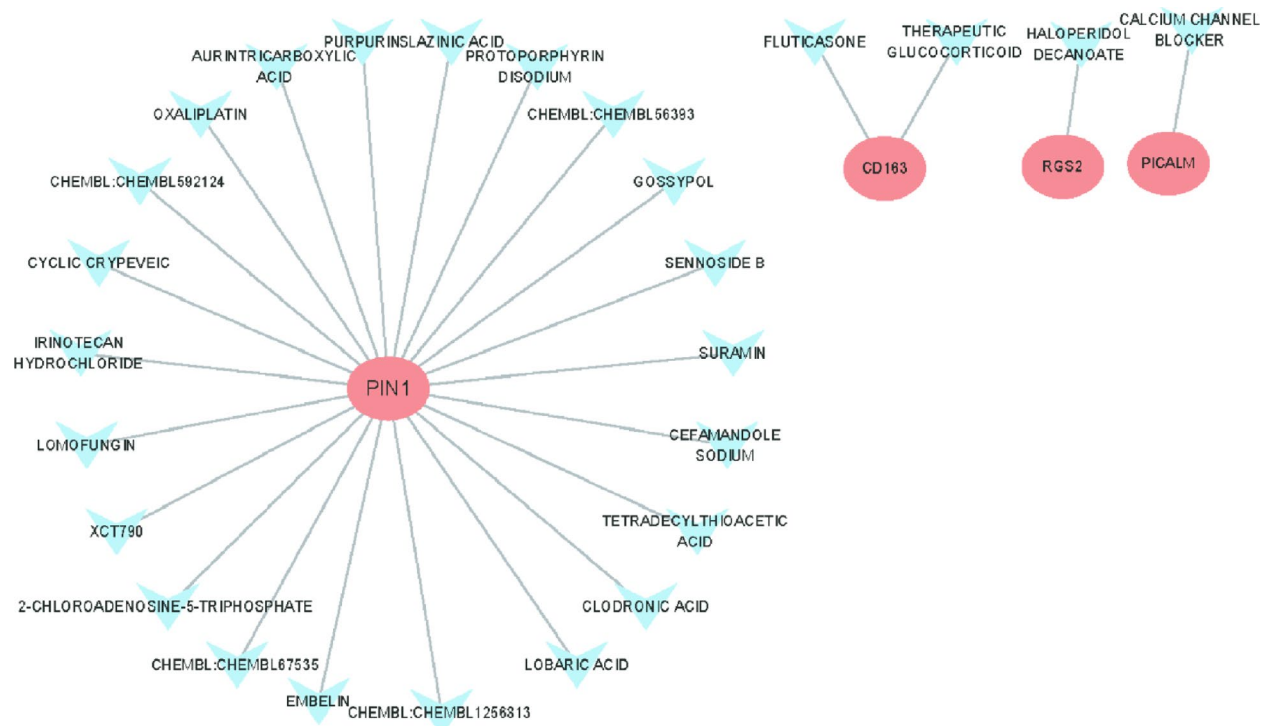 PURPURIN
SLAZINIC ACID
AURINTRICARBOXYLIC
ACID
PROTOPORPHYRIN
DISODIUM
OXALIPLATIN
CHEMBL:CHEMBL56393
CHEMBL:CHEMBL592124
GOSSYPOL
CYCLIC CRYPEVEIC
SENNOSIDE B
IRINOTECAN
HYDROCHLORIDE
SURAMIN
PIN1
LOMOFUNGIN
CEFAMANDOLE
SODIUM
XCT790
TETRADECYLTHIOACETIC
ACID
2-CHLOROADENOSINE-5-TRIPHOSPHATE
CLODRONIC ACID
CHEMBL:CHEMBL67535
LOBARIC ACID
EMBELIN
CHEMBL:CHEMBL1256813
FLUTICASONE
THERAPEUTIC
GLUCOCORTICOID
HALOPERIDOL
DECANOATE
CALCIUM CHANNEL
BLOCKER
CD163
RGS2
PICALM